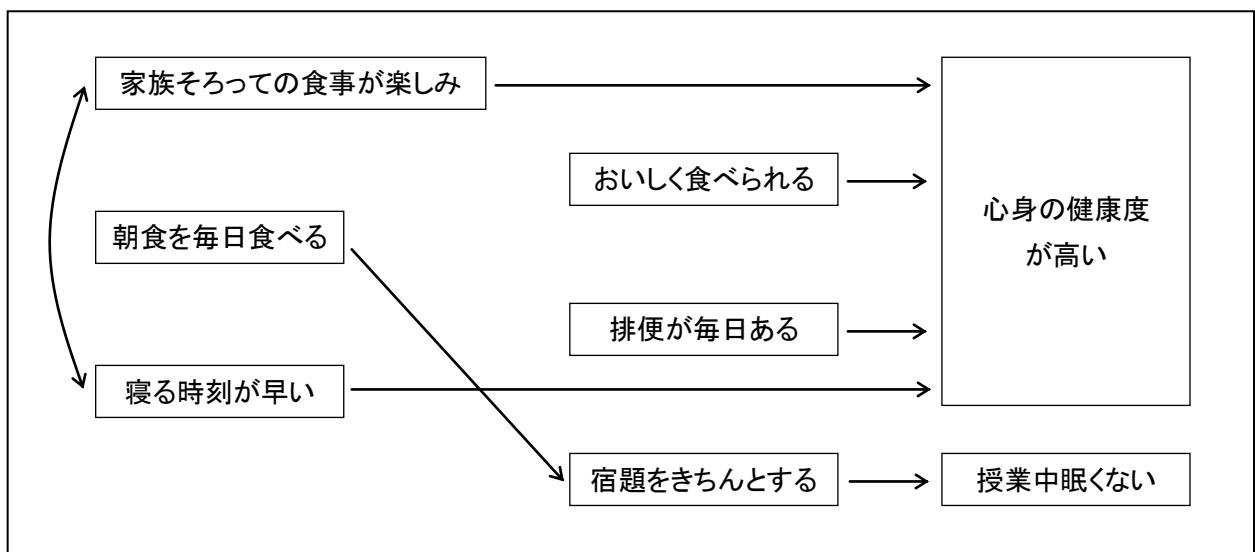 家族そろっての食事が楽しみ
おいしく食べられる
心身の健康度
が高い
朝食を毎日食べる
排便が毎日ある
寝る時刻が早い
宿題をきちんとする
授業中眠くない